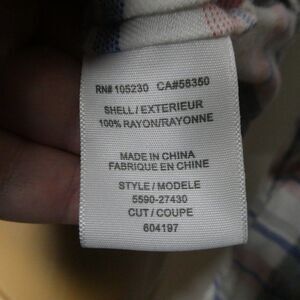 RN# 105230 CA#58350
SHELL/EXTERIEUR
100% RAYON/RAYONNE
MADE IN CHINA
FABRIQUE EN CHINE
STYLE/MODELE
5590-27430
CUT/COUPE
604197